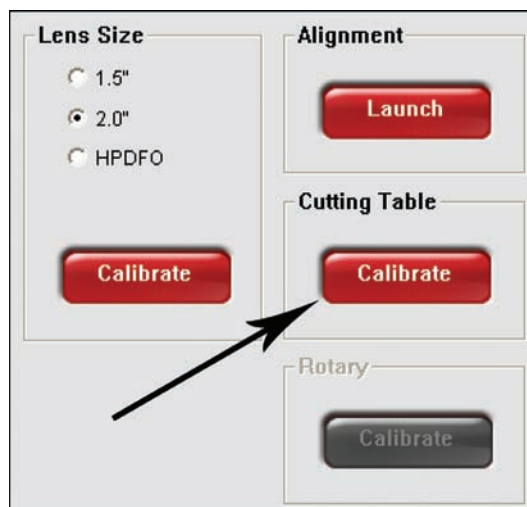 Lens Size
1.5"
2.0"
HPDFO
Calibrate
Alignment
Launch
Cutting Table
Calibrate
Rotary
Calibrate